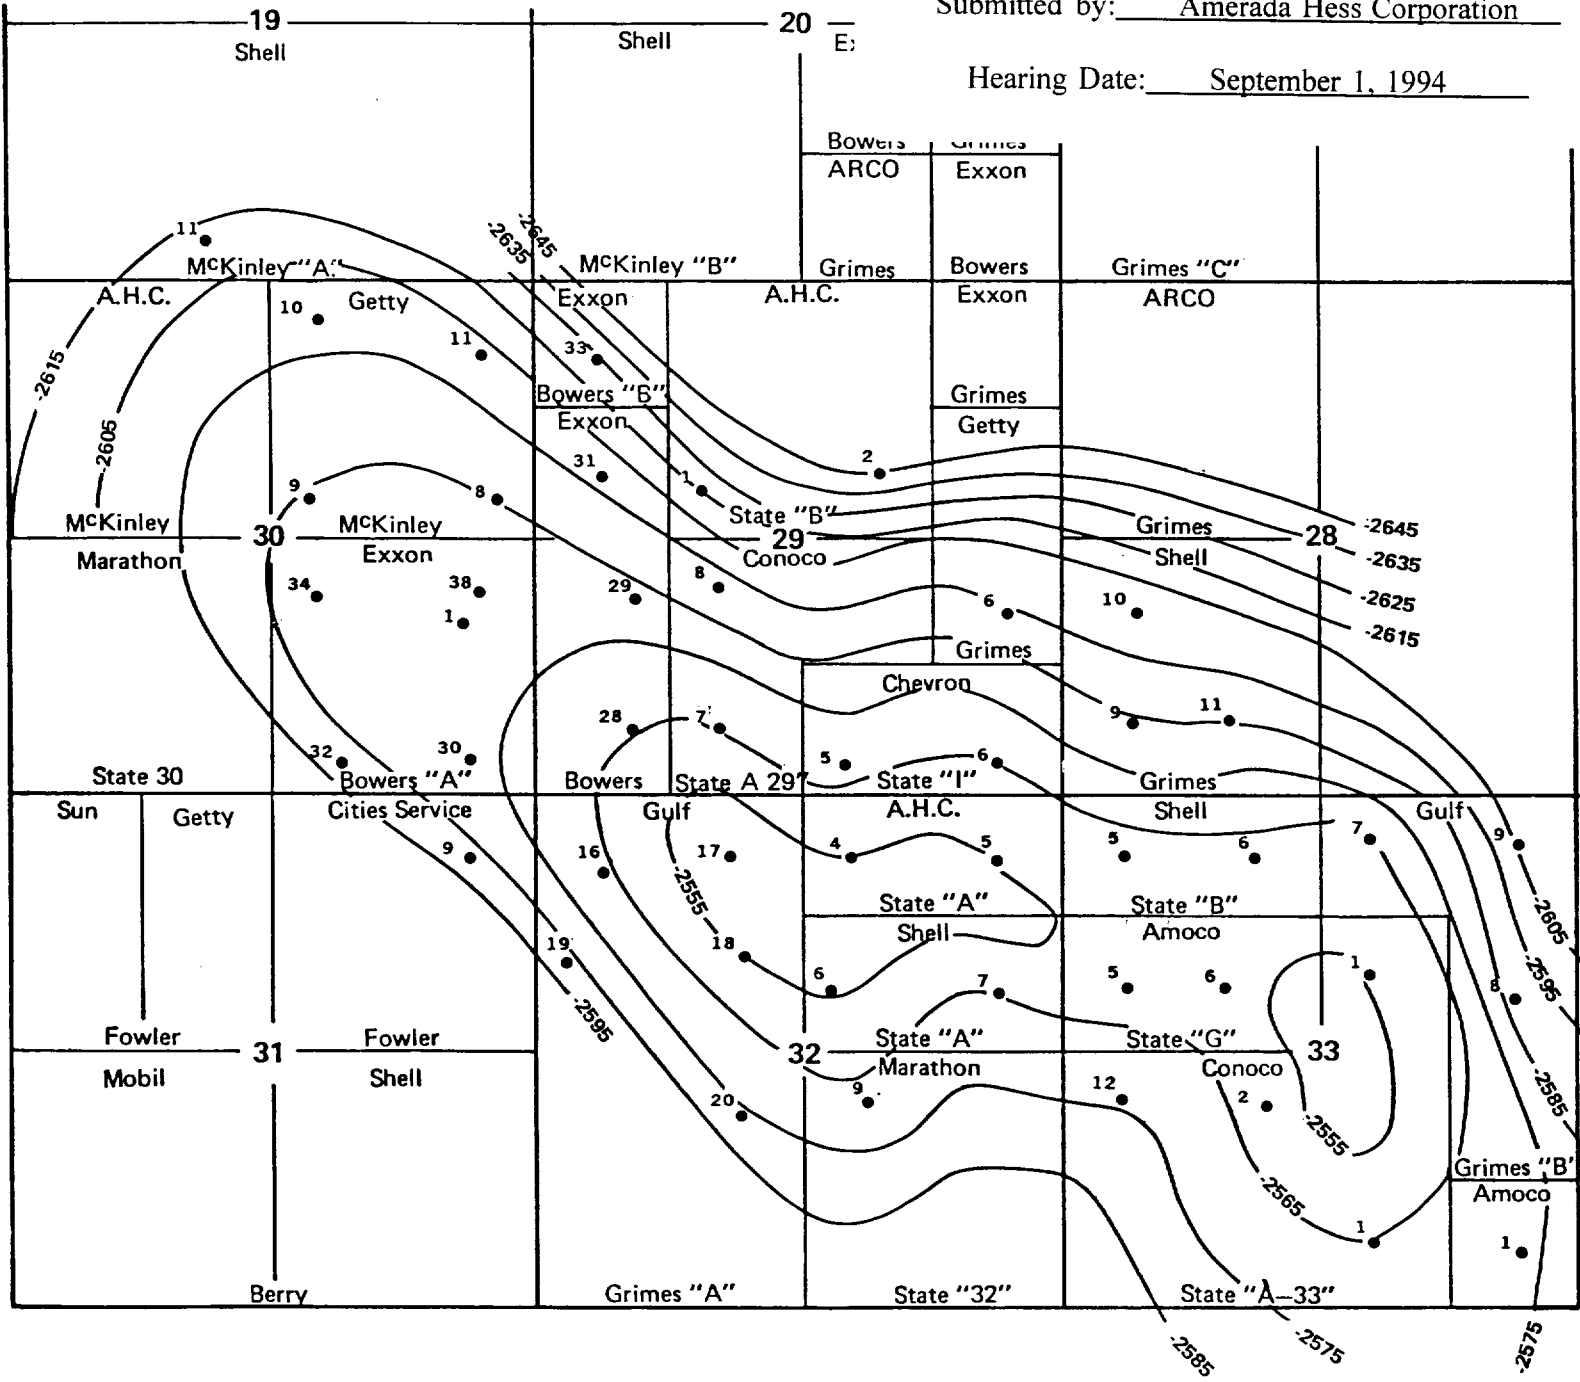 Submitted by: Amerada Hess Corporation
Hearing Date: September 1, 1994
19
Shell
Shell
20
Bowers
ARCO
Grimes
Exxon
-2645
-2635
11
McKinley "A"
McKinley "B"
Grimes
Bowers
Grimes "C"
A.H.C.
Getty
Exxon
A.H.C.
Exxon
ARCO
10
11
33
-2615
Bowers "B"
Grimes
Exxon
Getty
-2605
2
31
1
9
8
McKinley
McKinley
State "B"
Grimes
-2645
30
29
28
Marathon
Exxon
Conoco
Shell
-2635
34
38
29
8
6
10
-2625
1
-2615
Grimes
Chevron
28
7
9
11
32
30
5
6
State 30
Bowers "A"
Bowers
State A 29
State "I"
Grimes
Sun
Getty
Cities Service
Gulf
A.H.C.
Shell
Gulf
9
16
17
4
5
5
6
7
9
-2555
State "A"
State "B"
-2605
Shell
Amoco
19
18
6
7
5
6
1
-2595
8
-2595
Fowler
Fowler
State "A"
State "G"
31
32
33
Mobil
Shell
Marathon
Conoco
20
9
12
2
-2585
-2555
Grimes "B"
Amoco
-2565
1
1
Berry
Grimes "A"
State "32"
State "A-33"
-2585
-2575
-2575